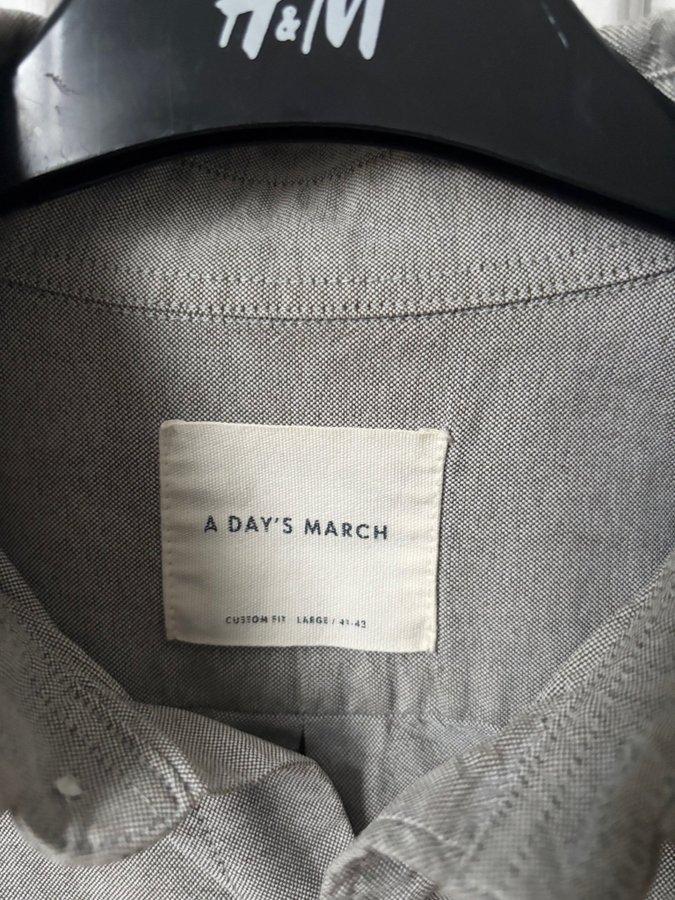 H&M
A DAY'S MARCH
CUSTOM FIT LARGE / 41-43